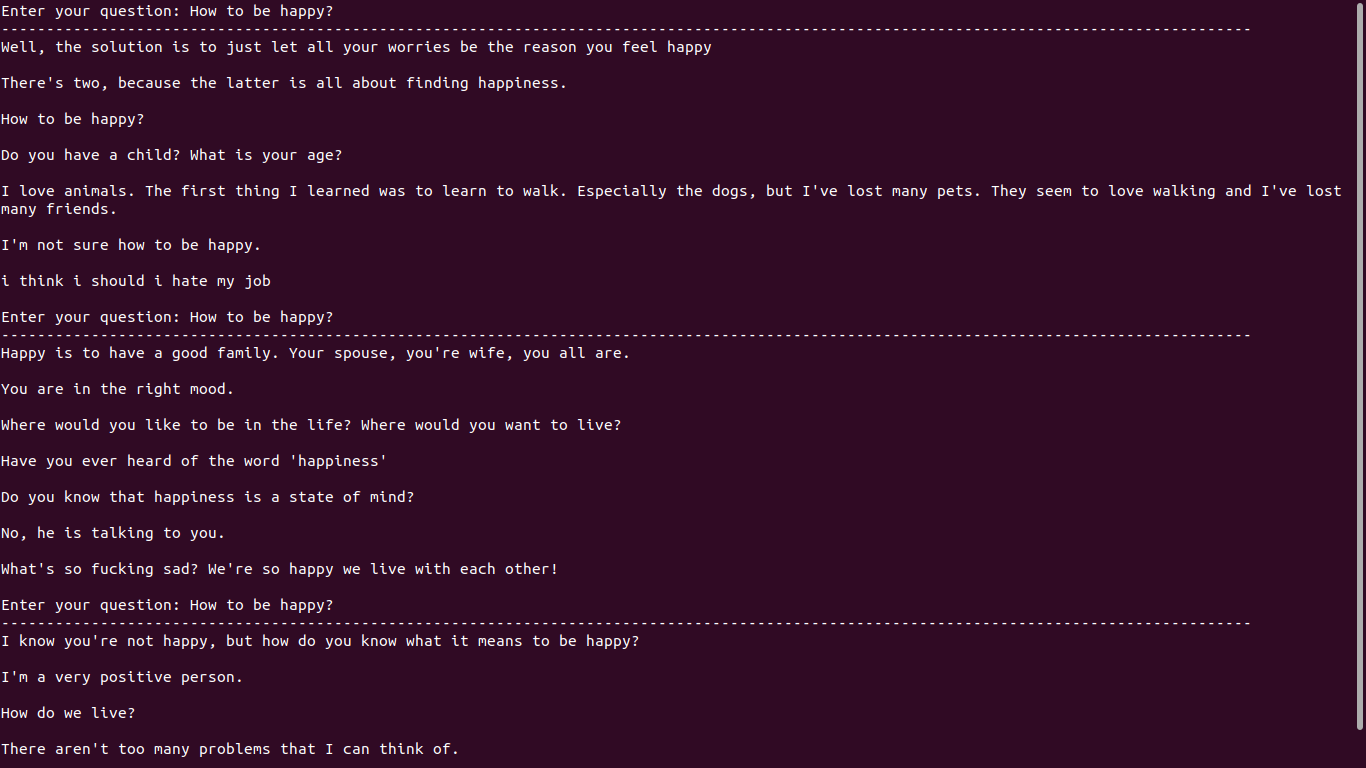 Enter your question: How to be happy?
-------------------------------------------------------------------------------------------------------------------------------------------
Well, the solution is to just let all your worries be the reason you feel happy
There's two, because the latter is all about finding happiness.
How to be happy?
Do you have a child? What is your age?
I love animals. The first thing I learned was to learn to walk. Especially the dogs, but I've lost many pets. They seem to love walking and I've lost
many friends.
I'm not sure how to be happy.
i think i should i hate my job
Enter your question: How to be happy?
-------------------------------------------------------------------------------------------------------------------------------------------
Happy is to have a good family. Your spouse, you're wife, you all are.
You are in the right mood.
Where would you like to be in the life? Where would you want to live?
Have you ever heard of the word 'happiness'
Do you know that happiness is a state of mind?
No, he is talking to you.
What's so fucking sad? We're so happy we live with each other!
Enter your question: How to be happy?
-------------------------------------------------------------------------------------------------------------------------------------------
I know you're not happy, but how do you know what it means to be happy?
I'm a very positive person.
How do we live?
There aren't too many problems that I can think of.